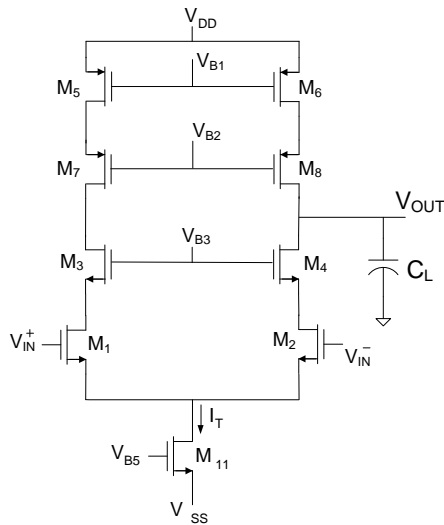 V_DD
V_B1
M_5
M_6
V_B2
M_7
M_8
V_OUT
V_B3
M_3
M_4
C_L
V_IN^+
M_1
M_2
V_IN^-
I_T
V_B5
M_11
V_SS